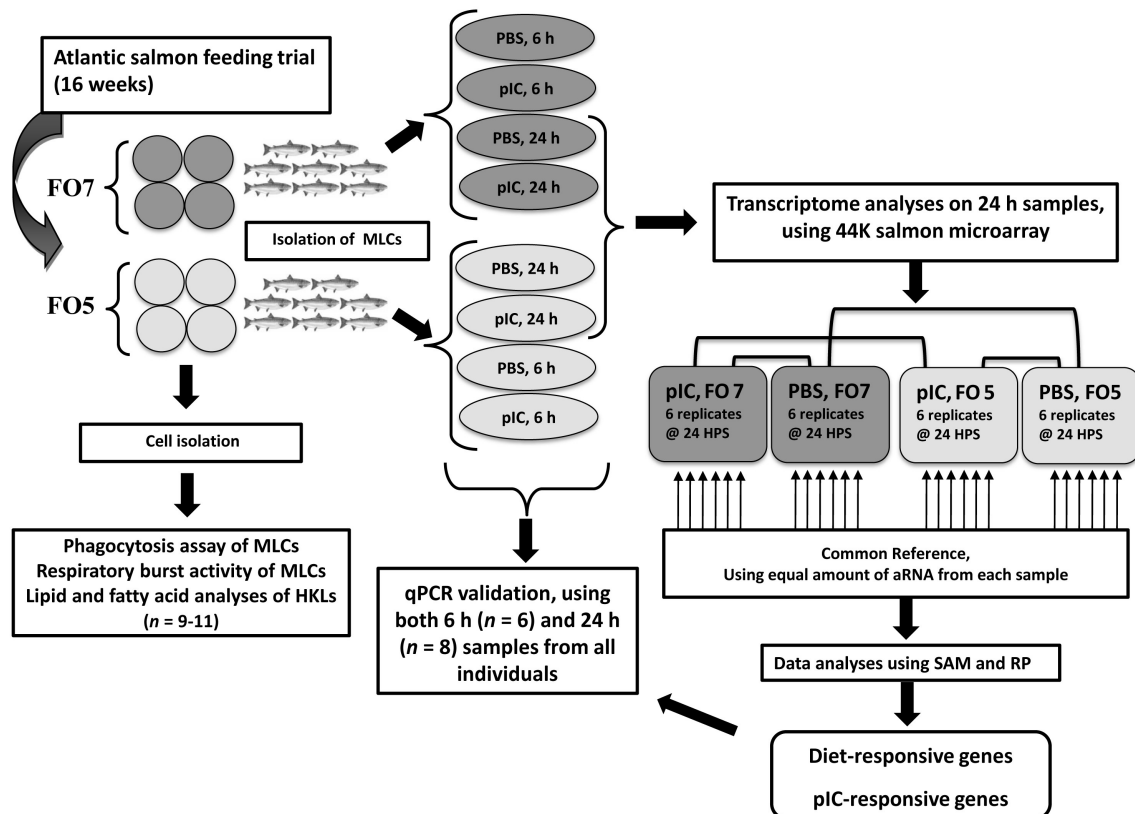 Atlantic salmon feeding trial
(16 weeks)
FO7
FO5
Isolation of MLCs
PBS, 6 h
pIC, 6 h
PBS, 24 h
pIC, 24 h
PBS, 24 h
pIC, 24 h
PBS, 6 h
pIC, 6 h
Cell isolation
Phagocytosis assay of MLCs
Respiratory burst activity of MLCs
Lipid and fatty acid analyses of HKLs
(n = 9-11)
qPCR validation, using
both 6 h (n = 6) and 24 h
(n = 8) samples from all
individuals
Transcriptome analyses on 24 h samples,
using 44K salmon microarray
pIC, FO 7
6 replicates
@ 24 HPS
PBS, FO7
6 replicates
@ 24 HPS
pIC, FO 5
6 replicates
@ 24 HPS
PBS, FO5
6 replicates
@ 24 HPS
Common Reference,
Using equal amount of aRNA from each sample
Data analyses using SAM and RP
Diet-responsive genes
pIC-responsive genes